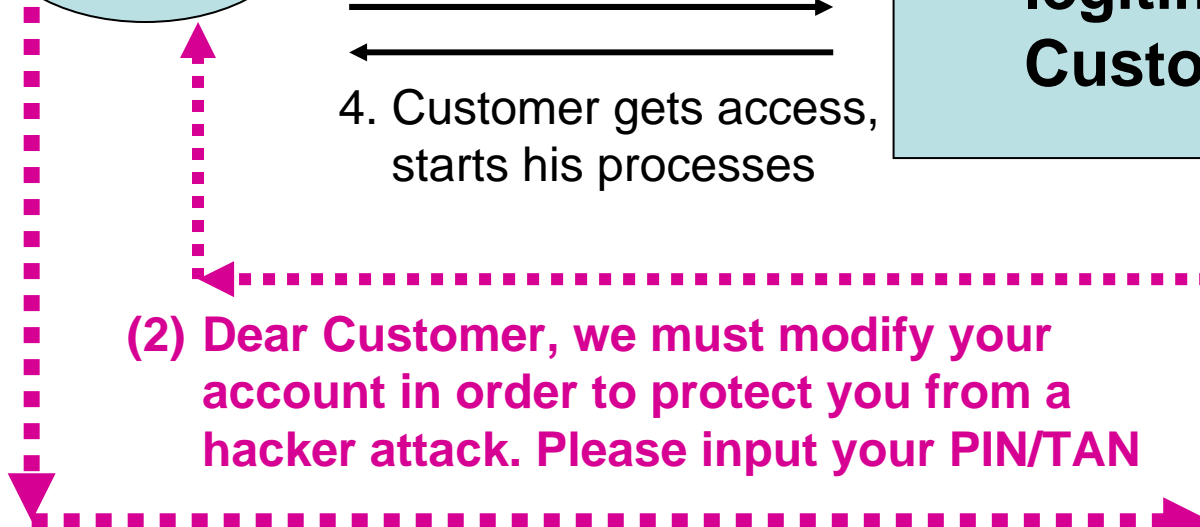 4. Customer gets access,
starts his processes
(2) Dear Customer, we must modify your
account in order to protect you from a
hacker attack. Please input your PIN/TAN